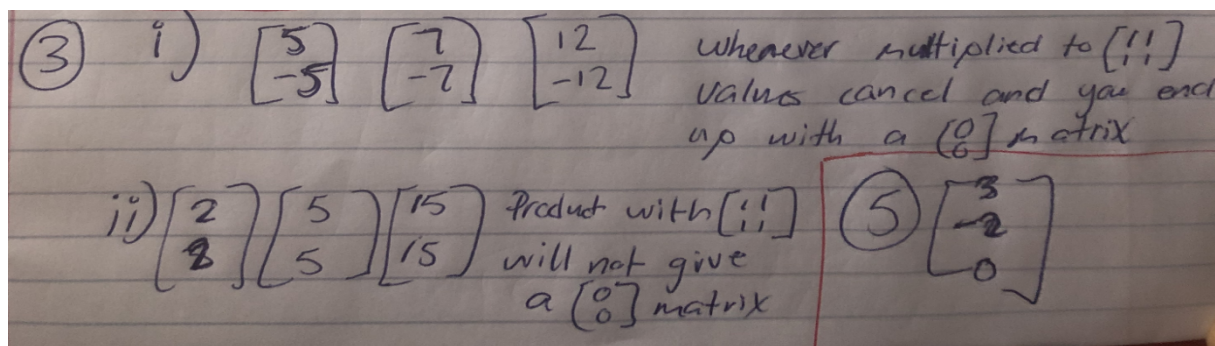 ③ i) [5 -5] [7 -7] [12 -12] whenever multiplied to [1 1 1 1]
values cancel and you end
up with a [0 0] matrix
ii) [2 2] [5 5] [15 15] Product with [1 1 1 1]
will not give
a [0 0] matrix
⑤ [3 -2 0]